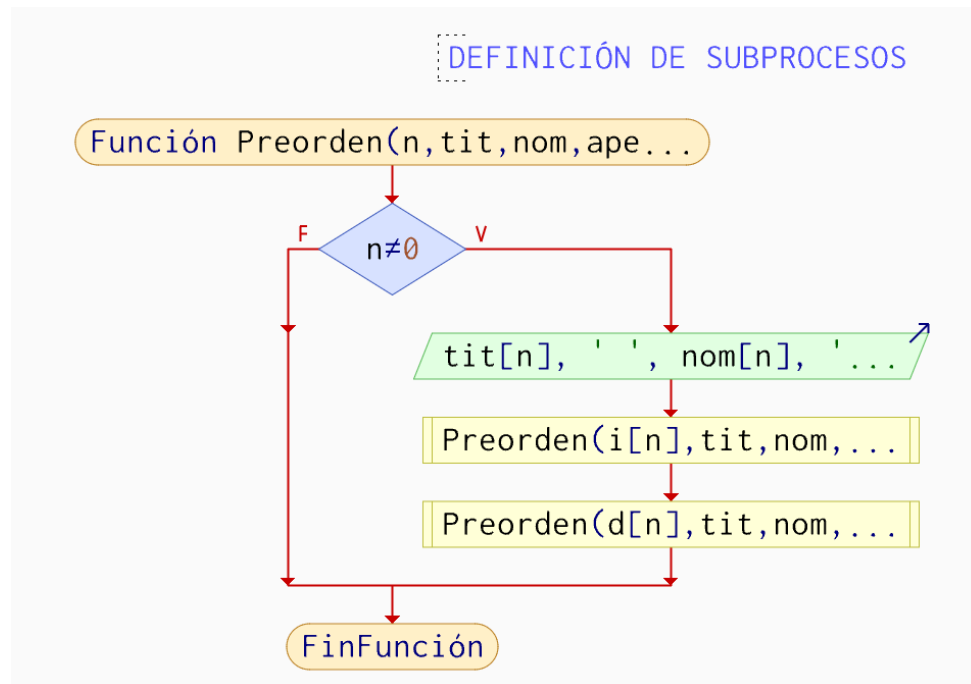 DEFINICIÓN DE SUBPROCESOS
Función Preorden(n,tit,nom,ape...
F
V
n≠0
tit[n], ' ', nom[n], '...
Preorden(i[n],tit,nom,...
Preorden(d[n],tit,nom,...
FinFunción